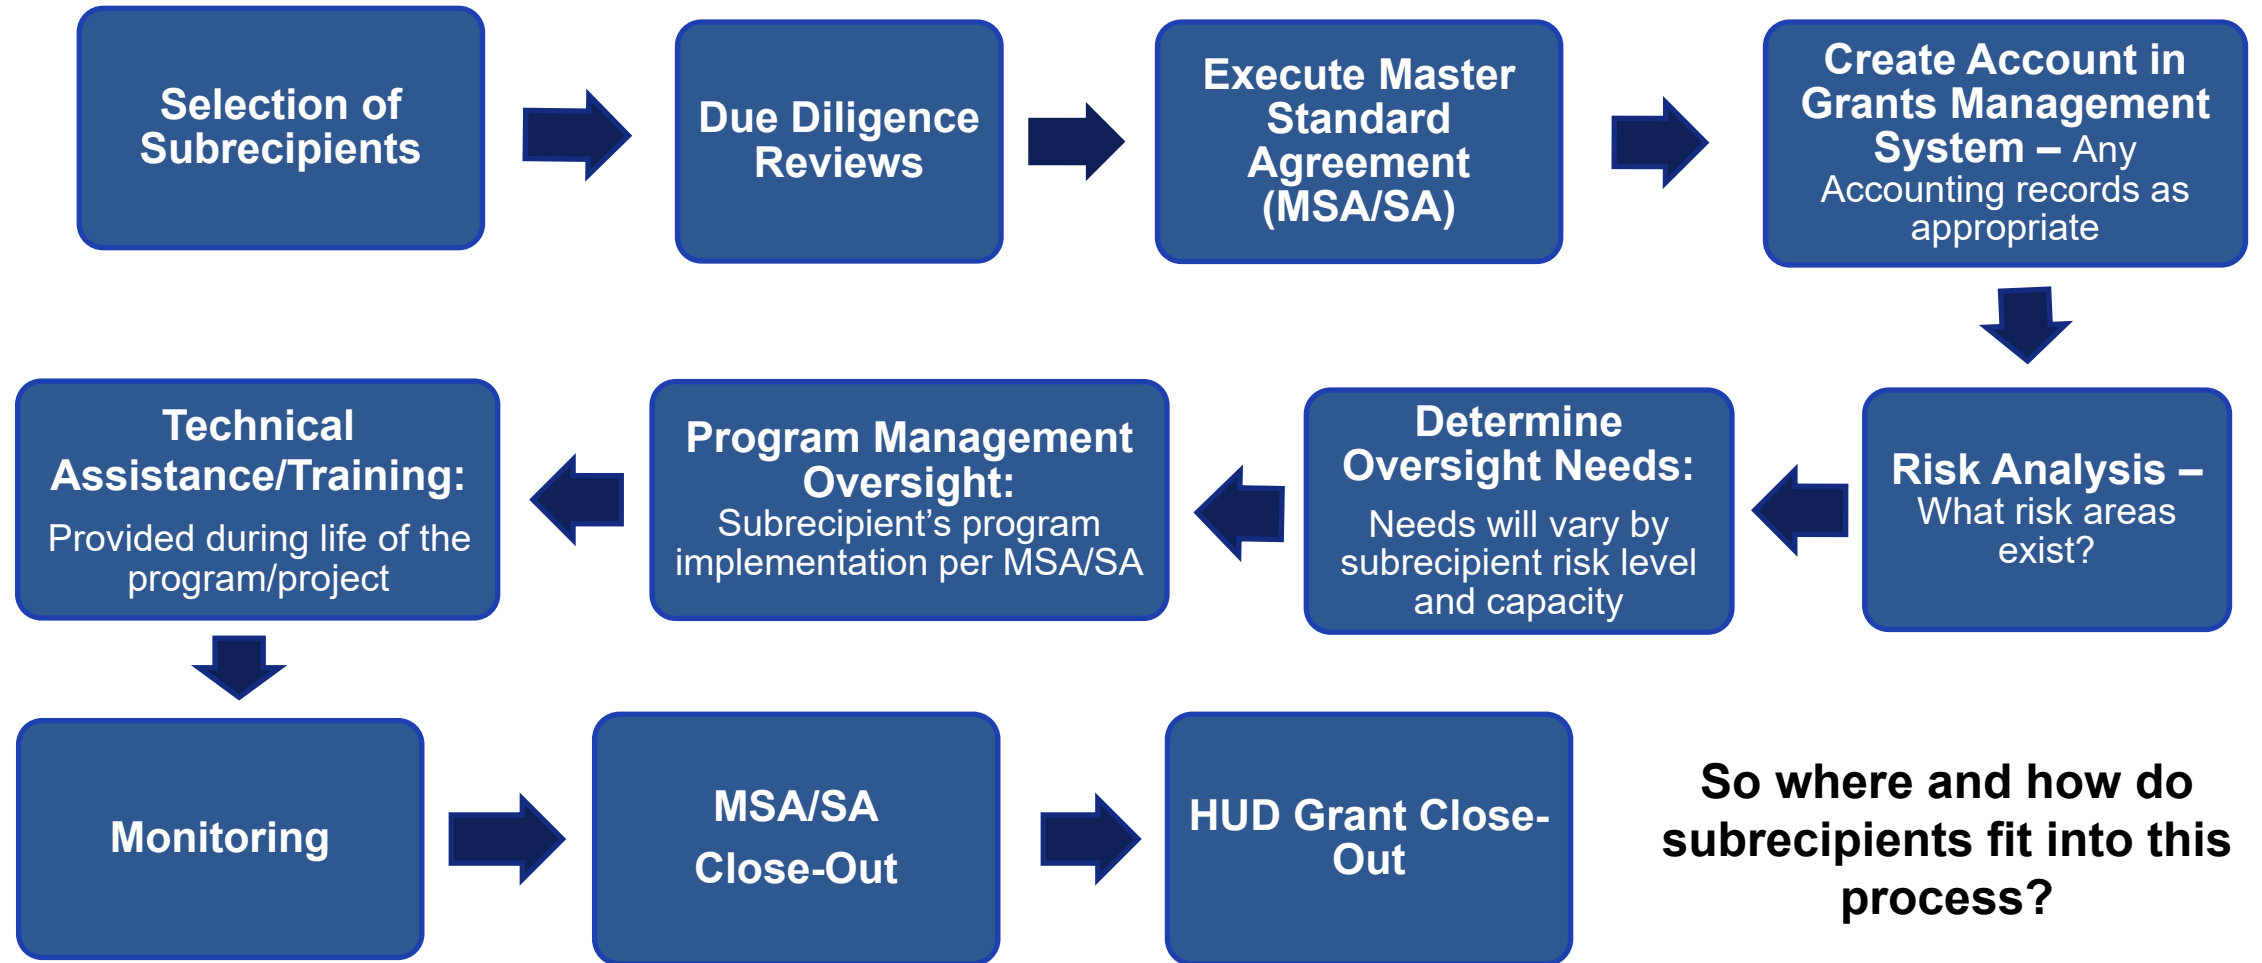 Selection of
Subrecipients
Due Diligence
Reviews
Execute Master
Standard
Agreement
(MSA/SA)
Create Account in
Grants Management
System – Any
Accounting records as
appropriate
Risk Analysis –
What risk areas
exist?
Determine
Oversight Needs:
Needs will vary by
subrecipient risk level
and capacity
Program Management
Oversight:
Subrecipient’s program
implementation per MSA/SA
Technical
Assistance/Training:
Provided during life of the
program/project
Monitoring
MSA/SA
Close-Out
HUD Grant Close-
Out
So where and how do
subrecipients fit into this
process?